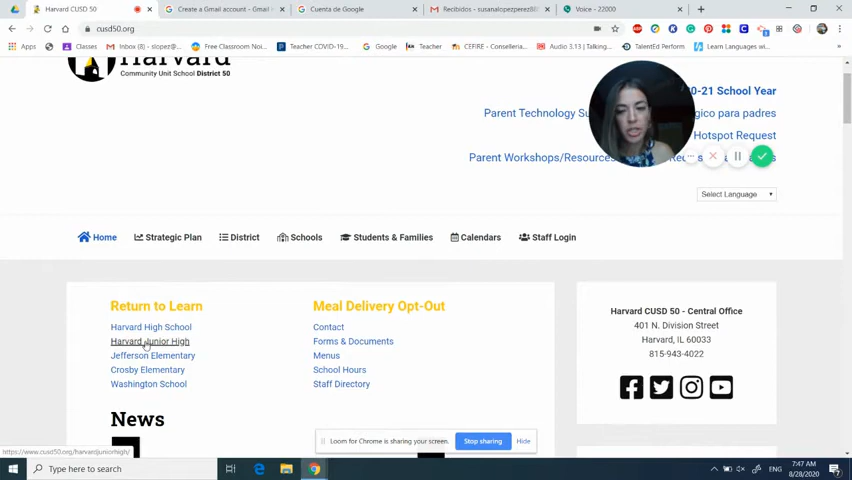 Harvard CUSD 50
Create a Gmail account - Gmail H
Cuenta de Google
Recibidos - susanalopezperez88
Voice - 22000
cusd50.org
Apps
Classes
Inbox (8) - slopez@
Free Classroom Noi...
Teacher COVID-19...
Google
Teacher
CEFIRE - Conselleria...
Audio 3.13 | Talking...
TalentEd Perform
Learn Languages wit...
Harvard
Community Unit School District 50
0-21 School Year
Parent Technology Su
gico para padres
Hotspot Request
Parent Workshops/Resources
Select Language
Home
Strategic Plan
District
Schools
Students & Families
Calendars
Staff Login
Return to Learn
Harvard High School
Harvard Junior High
Jefferson Elementary
Crosby Elementary
Washington School
Meal Delivery Opt-Out
Contact
Forms & Documents
Menus
School Hours
Staff Directory
Harvard CUSD 50 - Central Office
401 N. Division Street
Harvard, IL 60033
815-943-4022
News
Loom for Chrome is sharing your screen.
Stop sharing
Hide
https://www.cusd50.org/harvardjuniorhigh/
Type here to search
ENG
7:47 AM
8/28/2020
7